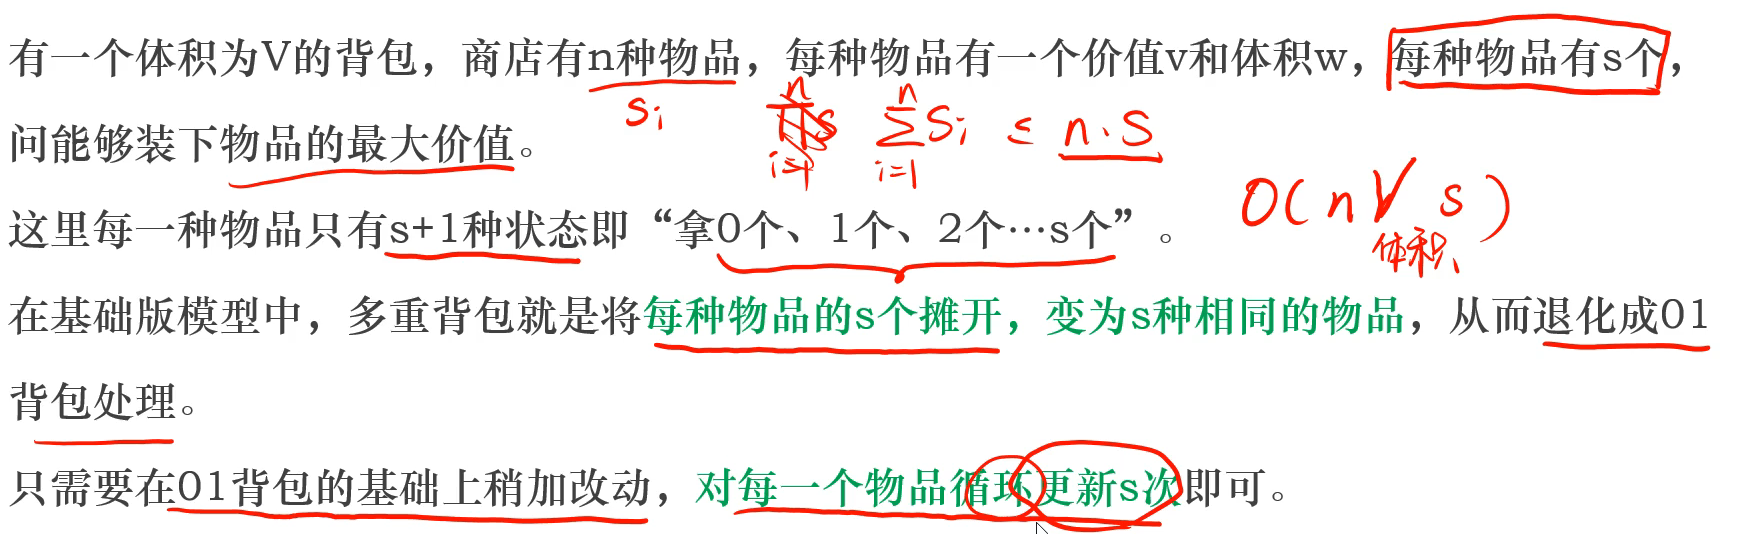 有一个体积为V的背包，商店有n种物品，每种物品有一个价值v和体积w，每种物品有s个，
si
n
∑si ≤ n·s
i=1
问能够装下物品的最大价值。
O(nVs)
体积
这里每一种物品只有s+1种状态即“拿0个、1个、2个…s个”。
在基础版模型中，多重背包就是将每种物品的s个摊开，变为s种相同的物品，从而退化成01
背包处理。
只需要在01背包的基础上稍加改动，对每一个物品循环更新s次即可。